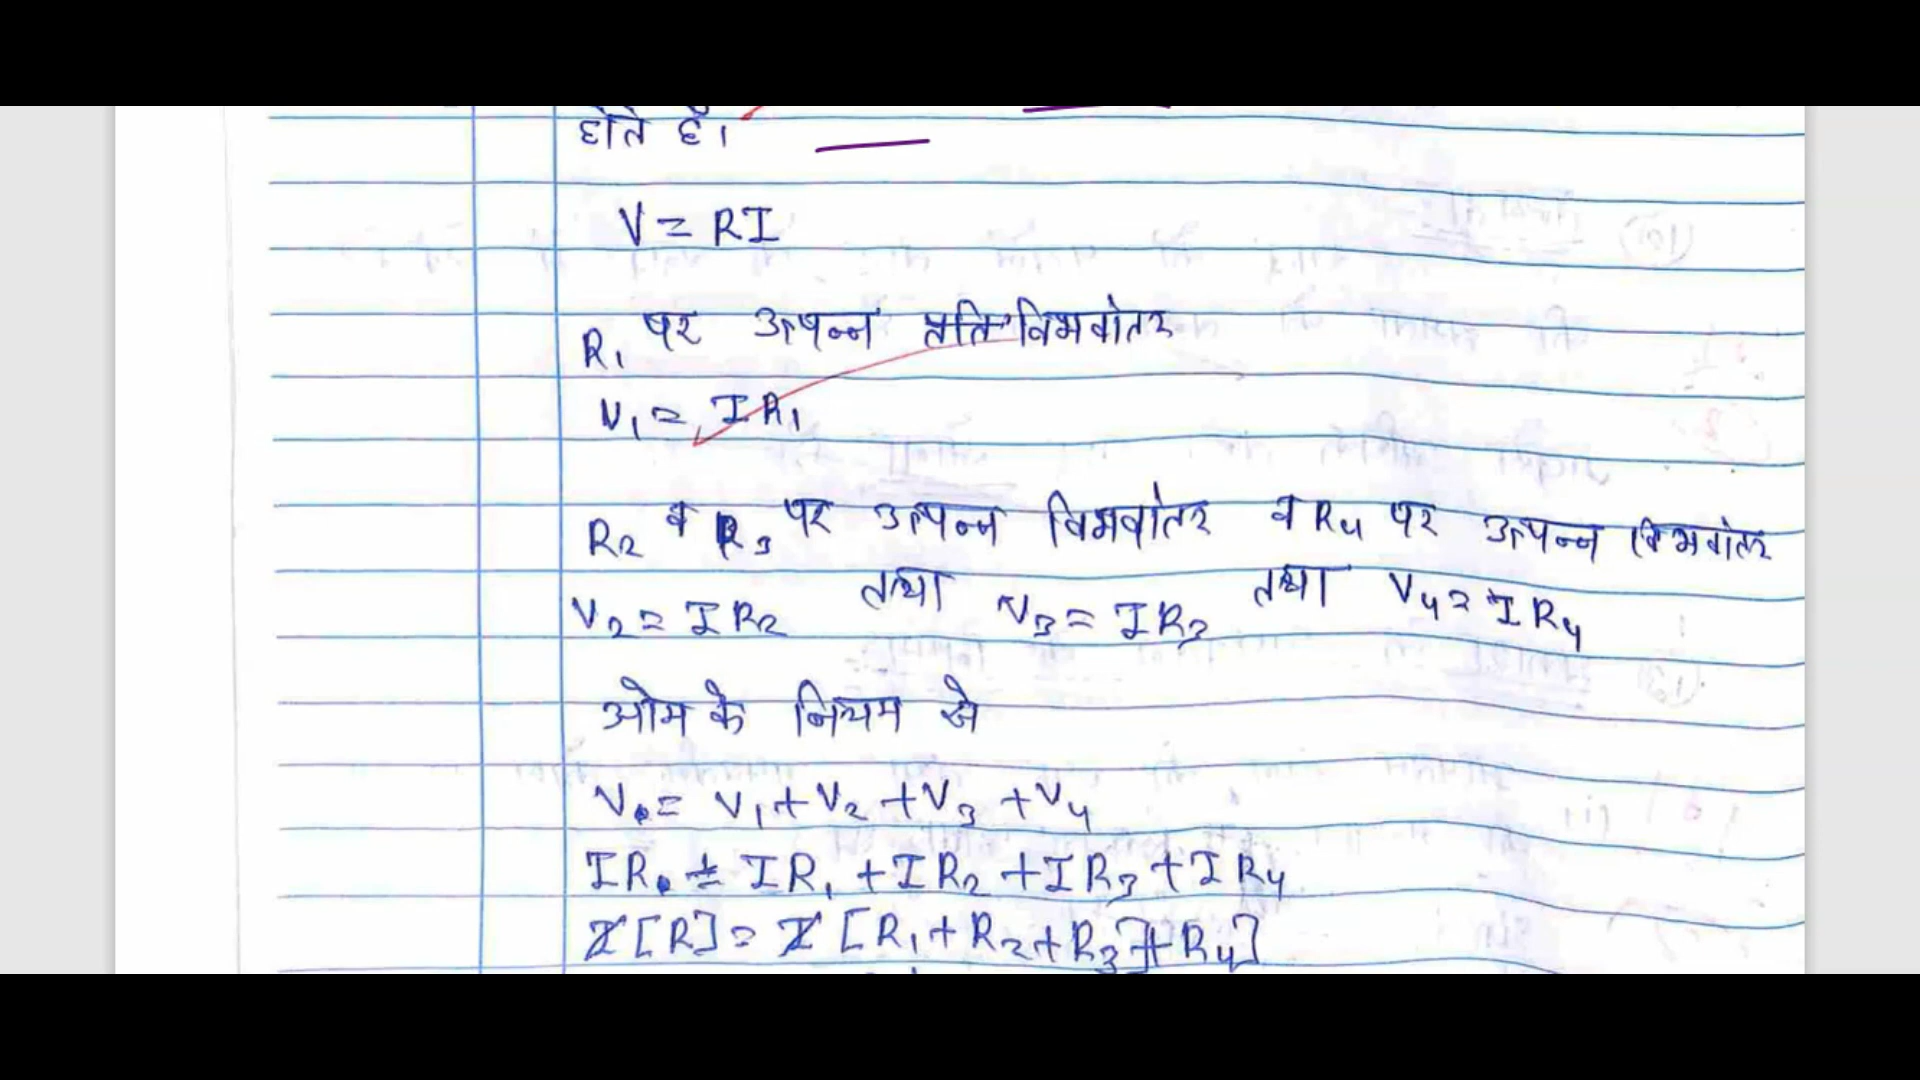 होते है।
V = RI
R₁ पर उत्पन्न विभवांतर
V₁ = IR₁
R₂ व R₃ पर उत्पन्न विभवांतर व R₄ पर उत्पन्न विभवांतर
V₂ = IR₂ तथा V₃ = IR₃ तथा V₄ = IR₄
ओम के नियम से
V. = V₁ + V₂ + V₃ + V₄
IR. = IR₁ + IR₂ + IR₃ + IR₄
I [R] = I [R₁ + R₂ + R₃] + R₄]